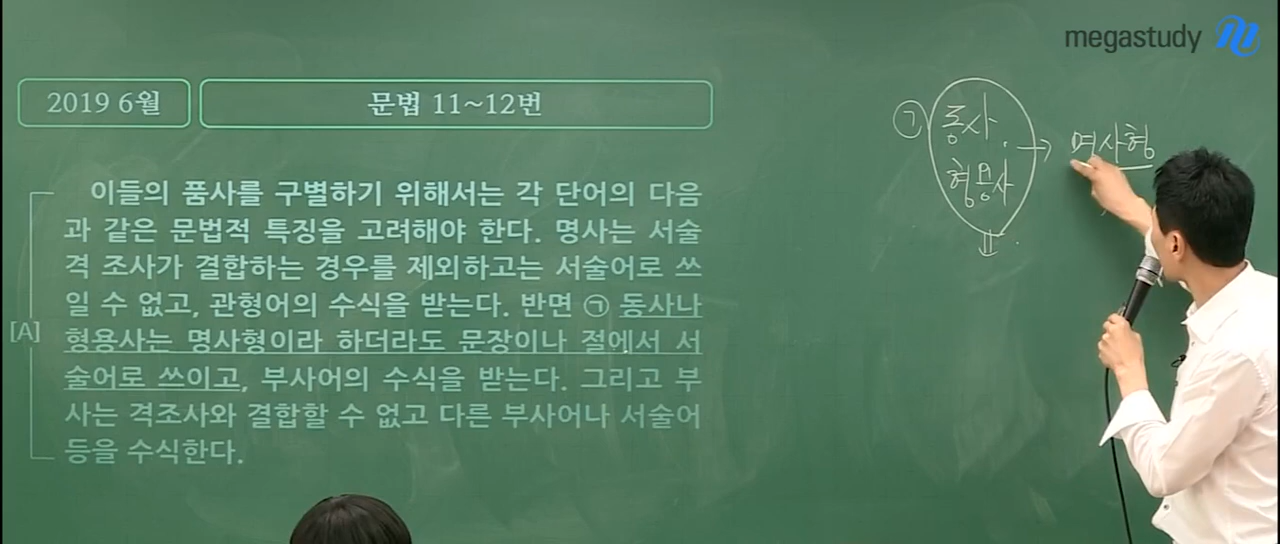 megastudy
2019 6월
문법 11~12번
이들의 품사를 구별하기 위해서는 각 단어의 다음
과 같은 문법적 특징을 고려해야 한다. 명사는 서술
격 조사가 결합하는 경우를 제외하고는 서술어로 쓰
일 수 없고, 관형어의 수식을 받는다. 반면 ㉠ 동사나
[A]
형용사는 명사형이라 하더라도 문장이나 절에서 서
술어로 쓰이고, 부사어의 수식을 받는다. 그리고 부
사는 격조사와 결합할 수 없고 다른 부사어나 서술어
등을 수식한다.
㉠ 동사 → 명사형
형용사